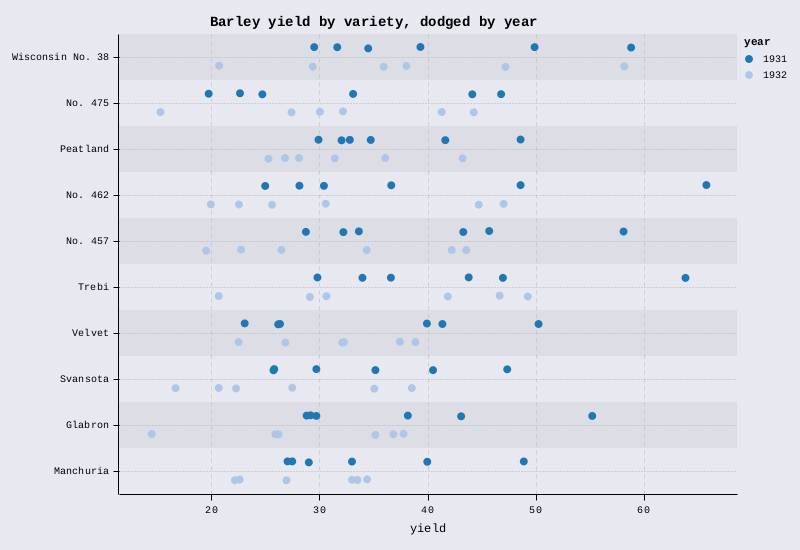 Barley yield by variety, dodged by year
year
1931
1932
Wisconsin No. 38
No. 475
Peatland
No. 462
No. 457
Trebi
Velvet
Svansota
Glabron
Manchuria
20 30 40 50 60
yield